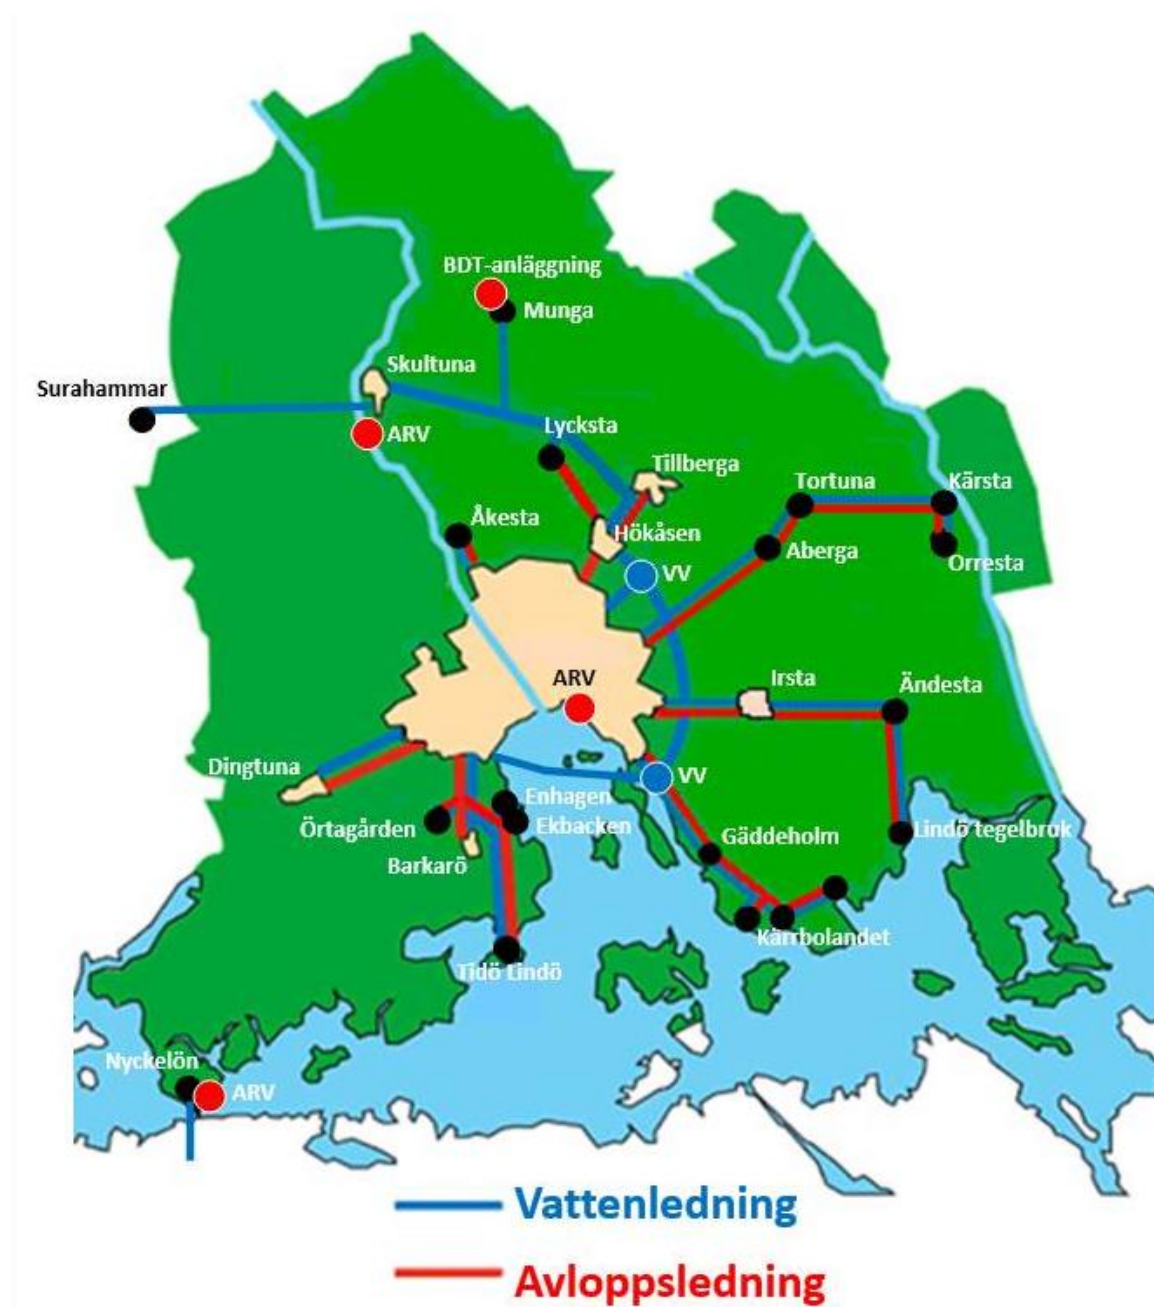 BDT-anläggning
Munga
Skultuna
Surahammar
ARV
Lycksta
Tillberga
Tortuna
Kärsta
Åkesta
Hökåsen
Aberga
Orresta
VV
ARV
Irsta
Ändesta
Dingtuna
VV
Enhagen
Ekbacken
Örtagården
Barkarö
Gäddeholm
Lindö tegelbruk
Kärrbolandet
Tidö Lindö
Nyckelön
ARV
Vattenledning
Avloppsledning